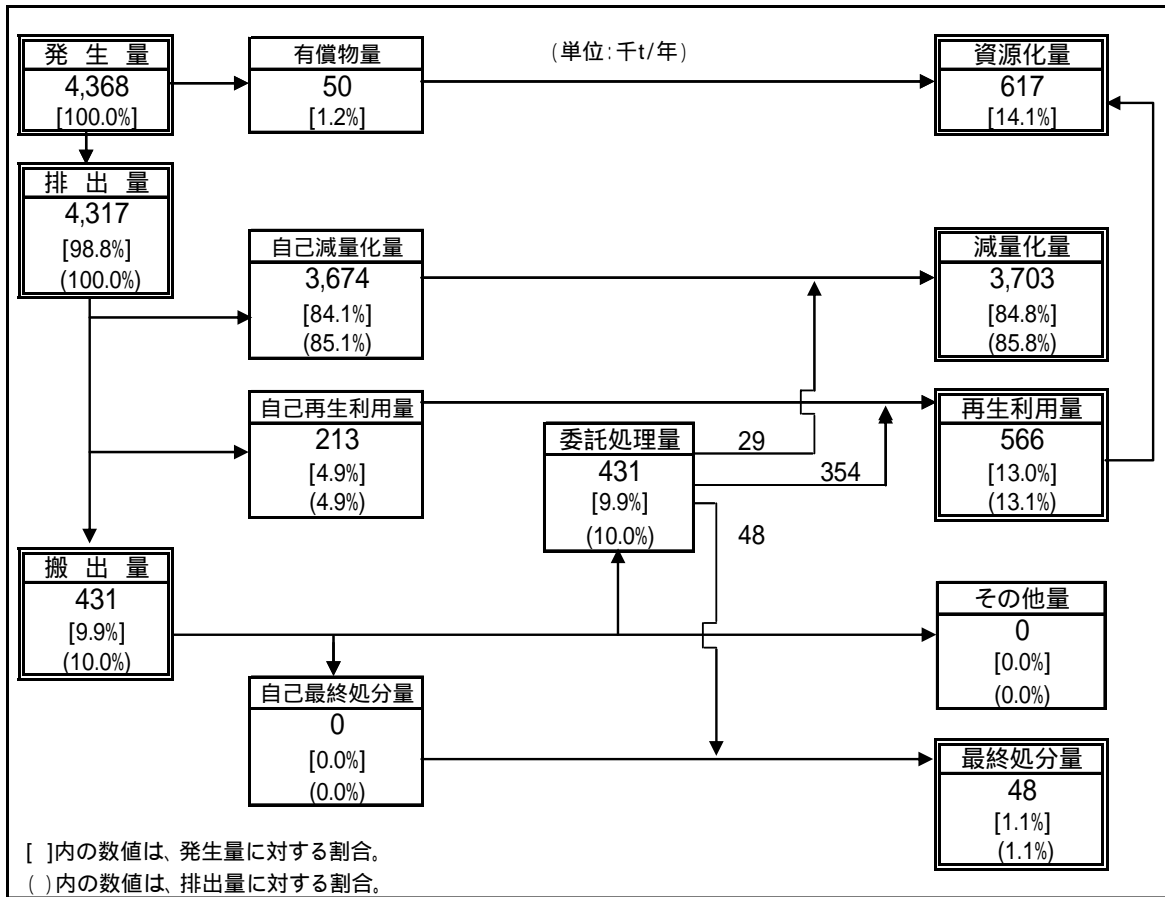 発 生 量
4,368
[100.0%]
有償物量
50
[1.2%]
(単位:千t/年)
資源化量
617
[14.1%]
排 出 量
4,317
[98.8%]
(100.0%)
自己減量化量
3,674
[84.1%]
(85.1%)
減量化量
3,703
[84.8%]
(85.8%)
自己再生利用量
213
[4.9%]
(4.9%)
委託処理量
431
[9.9%]
(10.0%)
29
354
48
再生利用量
566
[13.0%]
(13.1%)
搬 出 量
431
[9.9%]
(10.0%)
その他量
0
[0.0%]
(0.0%)
自己最終処分量
0
[0.0%]
(0.0%)
最終処分量
48
[1.1%]
(1.1%)
[ ]内の数値は、発生量に対する割合。
( )内の数値は、排出量に対する割合。